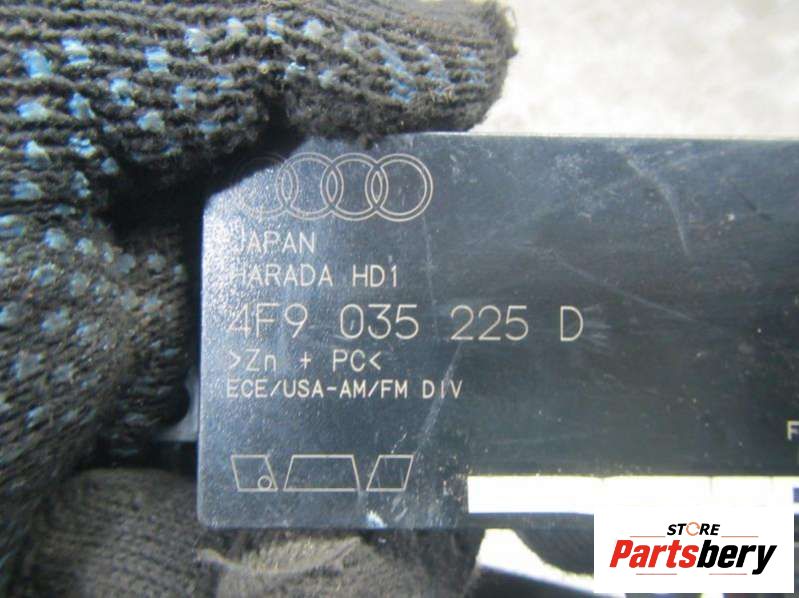 JAPAN
HARADA HD1
4F9 035 225 D
>Zn + PC<
ECE/USA-AM/FM DIV
F
STORE
Partsbery